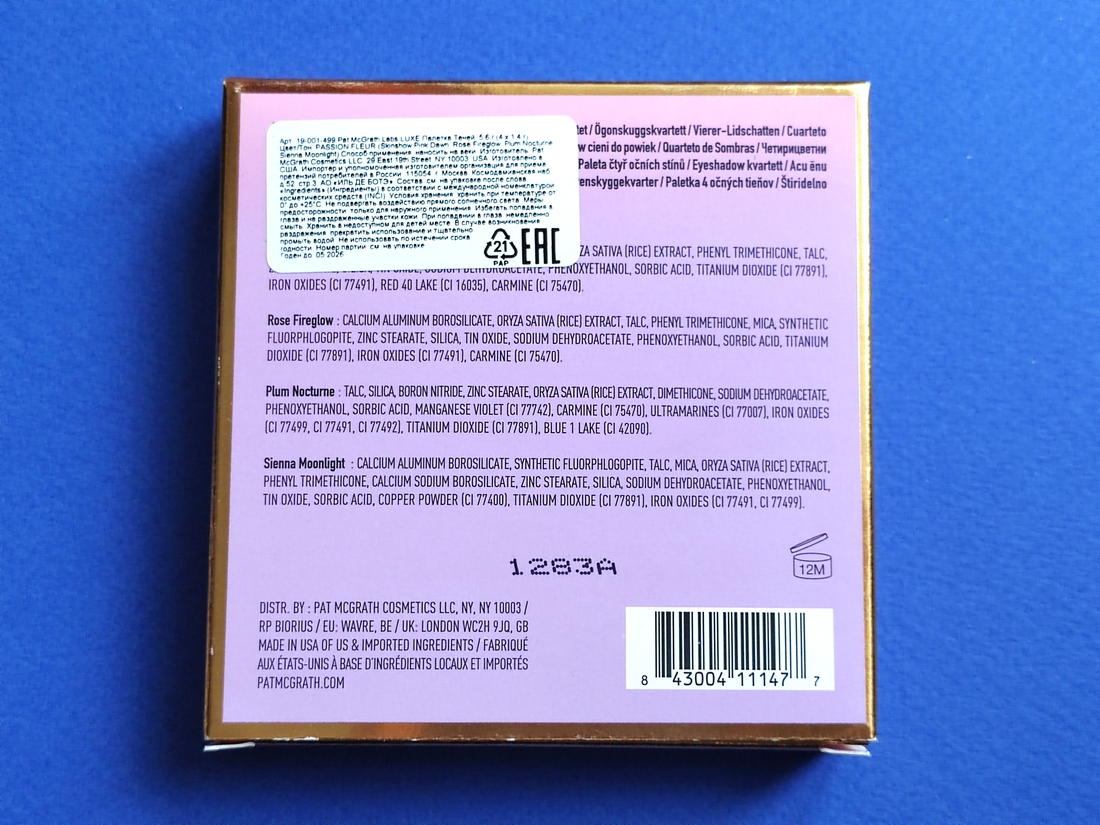 Арт. 19-001-499 Pat McGrath Labs LUXE Палетка Теней, 5.6 г (4 x 1.4 г)
Цвет/Тон: PASSION FLEUR (Skinshow Pink Dawn, Rose Fireglow, Plum Nocturne
Sienna Moonlight) Способ применения: наносить на веки. Изготовитель: Pat
McGrath Cosmetics LLC, 29 East 19th Street, NY 10003, USA. Изготовлено в
США. Импортер и уполномоченная изготовителем организация для приема
претензий потребителей в России: 115054, г. Москва, Космодамианская наб.
д.52, стр.3, АО «ИЛЬ ДЕ БОТЭ». Состав: см. на упаковке после слова
«Ingredients» (Ингредиенты) в соответствии с международной номенклатурой
косметических средств (INCI). Условия хранения: хранить при температуре от
0° до +25°C. Не подвергать воздействию прямого солнечного света. Меры
предосторожности: только для наружного применения. Избегать попадания в
глаза и на раздраженные участки кожи. При попадании в глаза, немедленно
смыть. Хранить в недоступном для детей месте. В случае возникновения
раздражения, прекратить использование и тщательно
промыть водой. Не использовать по истечении срока
годности. Номер партии: см. на упаковке
Годен до: 05.2026
21
PAP
EAC
/ Ögonskuggskvartett / Vierer-Lidschatten / Cuarteto
cieni do powiek / Quarteto de Sombras / Четирицветни
Paleta čtyř očních stínů / Eyeshadow kvartett / Acu ēnu
/ Paletka 4 očných tieňov / Štiridelno
SATIVA (RICE) EXTRACT, PHENYL TRIMETHICONE, TALC,
TIN OXIDE, SODIUM DEHYDROACETATE, PHENOXYETHANOL, SORBIC ACID, TITANIUM DIOXIDE (CI 77891),
IRON OXIDES (CI 77491), RED 40 LAKE (CI 16035), CARMINE (CI 75470).
Rose Fireglow : CALCIUM ALUMINUM BOROSILICATE, ORYZA SATIVA (RICE) EXTRACT, TALC, PHENYL TRIMETHICONE, MICA, SYNTHETIC
FLUORPHLOGOPITE, ZINC STEARATE, SILICA, TIN OXIDE, SODIUM DEHYDROACETATE, PHENOXYETHANOL, SORBIC ACID, TITANIUM
DIOXIDE (CI 77891), IRON OXIDES (CI 77491), CARMINE (CI 75470).
Plum Nocturne : TALC, SILICA, BORON NITRIDE, ZINC STEARATE, ORYZA SATIVA (RICE) EXTRACT, DIMETHICONE, SODIUM DEHYDROACETATE,
PHENOXYETHANOL, SORBIC ACID, MANGANESE VIOLET (CI 77742), CARMINE (CI 75470), ULTRAMARINES (CI 77007), IRON OXIDES
(CI 77499, CI 77491, CI 77492), TITANIUM DIOXIDE (CI 77891), BLUE 1 LAKE (CI 42090).
Sienna Moonlight : CALCIUM ALUMINUM BOROSILICATE, SYNTHETIC FLUORPHLOGOPITE, TALC, MICA, ORYZA SATIVA (RICE) EXTRACT,
PHENYL TRIMETHICONE, CALCIUM SODIUM BOROSILICATE, ZINC STEARATE, SILICA, SODIUM DEHYDROACETATE, PHENOXYETHANOL,
TIN OXIDE, SORBIC ACID, COPPER POWDER (CI 77400), TITANIUM DIOXIDE (CI 77891), IRON OXIDES (CI 77491, CI 77499).
1283A
12M
DISTR. BY : PAT MCGRATH COSMETICS LLC, NY, NY 10003 /
RP BIORIUS / EU: WAVRE, BE / UK: LONDON WC2H 9JQ, GB
MADE IN USA OF US & IMPORTED INGREDIENTS / FABRIQUÉ
AUX ÉTATS-UNIS À BASE D'INGRÉDIENTS LOCAUX ET IMPORTÉS
PATMCGRATH.COM
8 43004 11147 7